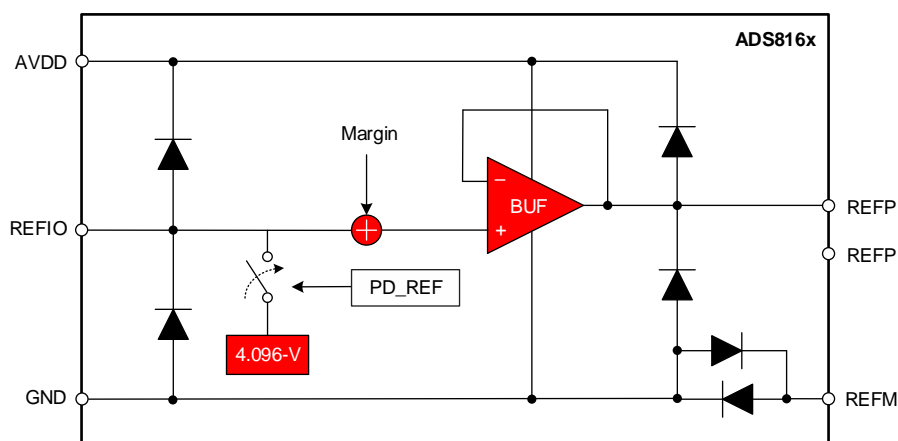 ADS816x
AVDD
Margin
−
BUF
+
REFIO
REFP
REFP
PD_REF
4.096-V
GND
REFM